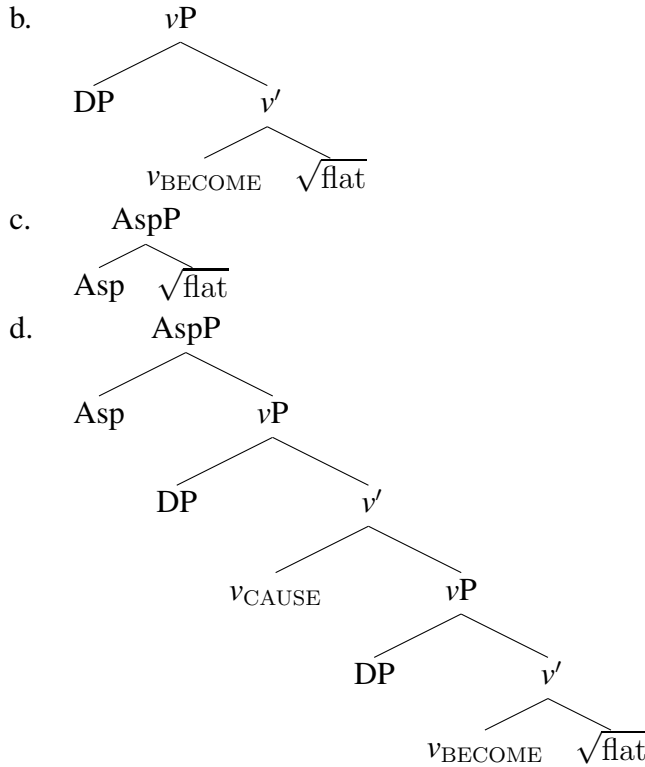 b. vP
DP v′
vBECOME √flat
c. AspP
Asp √flat
d. AspP
Asp vP
DP v′
vCAUSE vP
DP v′
vBECOME √flat